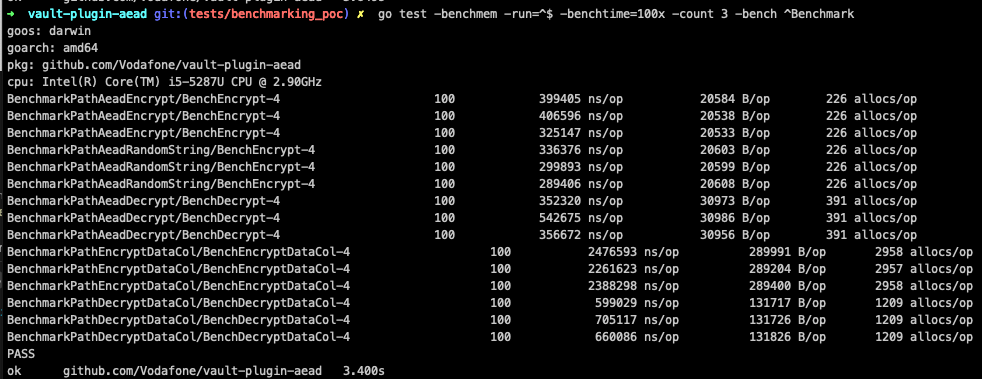 ➜ vault-plugin-aead git:(tests/benchmarking_poc) ✗ go test -benchmem -run=^$ -benchtime=100x -count 3 -bench ^Benchmark
goos: darwin
goarch: amd64
pkg: github.com/Vodafone/vault-plugin-aead
cpu: Intel(R) Core(TM) i5-5287U CPU @ 2.90GHz
BenchmarkPathAeadEncrypt/BenchEncrypt-4 100 399405 ns/op 20584 B/op 226 allocs/op
BenchmarkPathAeadEncrypt/BenchEncrypt-4 100 406596 ns/op 20538 B/op 226 allocs/op
BenchmarkPathAeadEncrypt/BenchEncrypt-4 100 325147 ns/op 20533 B/op 226 allocs/op
BenchmarkPathAeadRandomString/BenchEncrypt-4 100 336376 ns/op 20603 B/op 226 allocs/op
BenchmarkPathAeadRandomString/BenchEncrypt-4 100 299893 ns/op 20599 B/op 226 allocs/op
BenchmarkPathAeadRandomString/BenchEncrypt-4 100 289406 ns/op 20608 B/op 226 allocs/op
BenchmarkPathAeadDecrypt/BenchDecrypt-4 100 352320 ns/op 30973 B/op 391 allocs/op
BenchmarkPathAeadDecrypt/BenchDecrypt-4 100 542675 ns/op 30986 B/op 391 allocs/op
BenchmarkPathAeadDecrypt/BenchDecrypt-4 100 356672 ns/op 30956 B/op 391 allocs/op
BenchmarkPathEncryptDataCol/BenchEncryptDataCol-4 100 2476593 ns/op 289991 B/op 2958 allocs/op
BenchmarkPathEncryptDataCol/BenchEncryptDataCol-4 100 2261623 ns/op 289204 B/op 2957 allocs/op
BenchmarkPathEncryptDataCol/BenchEncryptDataCol-4 100 2388298 ns/op 289400 B/op 2958 allocs/op
BenchmarkPathDecryptDataCol/BenchDecryptDataCol-4 100 599029 ns/op 131717 B/op 1209 allocs/op
BenchmarkPathDecryptDataCol/BenchDecryptDataCol-4 100 705117 ns/op 131726 B/op 1209 allocs/op
BenchmarkPathDecryptDataCol/BenchDecryptDataCol-4 100 660086 ns/op 131826 B/op 1209 allocs/op
PASS
ok github.com/Vodafone/vault-plugin-aead 3.400s